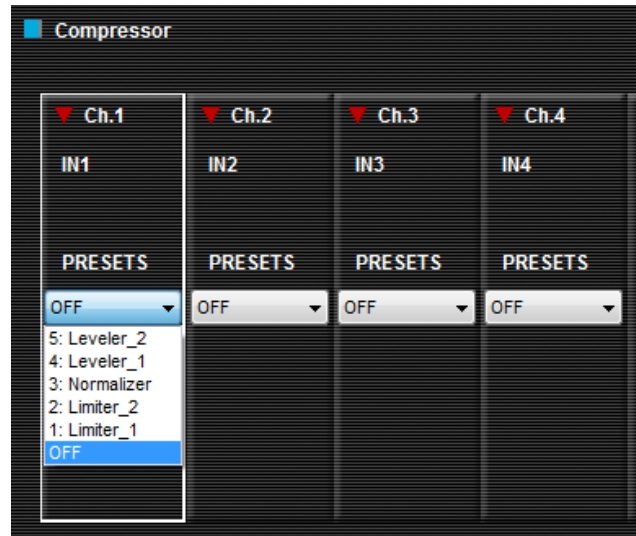 Compressor
Ch.1 Ch.2 Ch.3 Ch.4
IN1 IN2 IN3 IN4
PRESETS PRESETS PRESETS PRESETS
OFF OFF OFF OFF
5: Leveler_2
4: Leveler_1
3: Normalizer
2: Limiter_2
1: Limiter_1
OFF